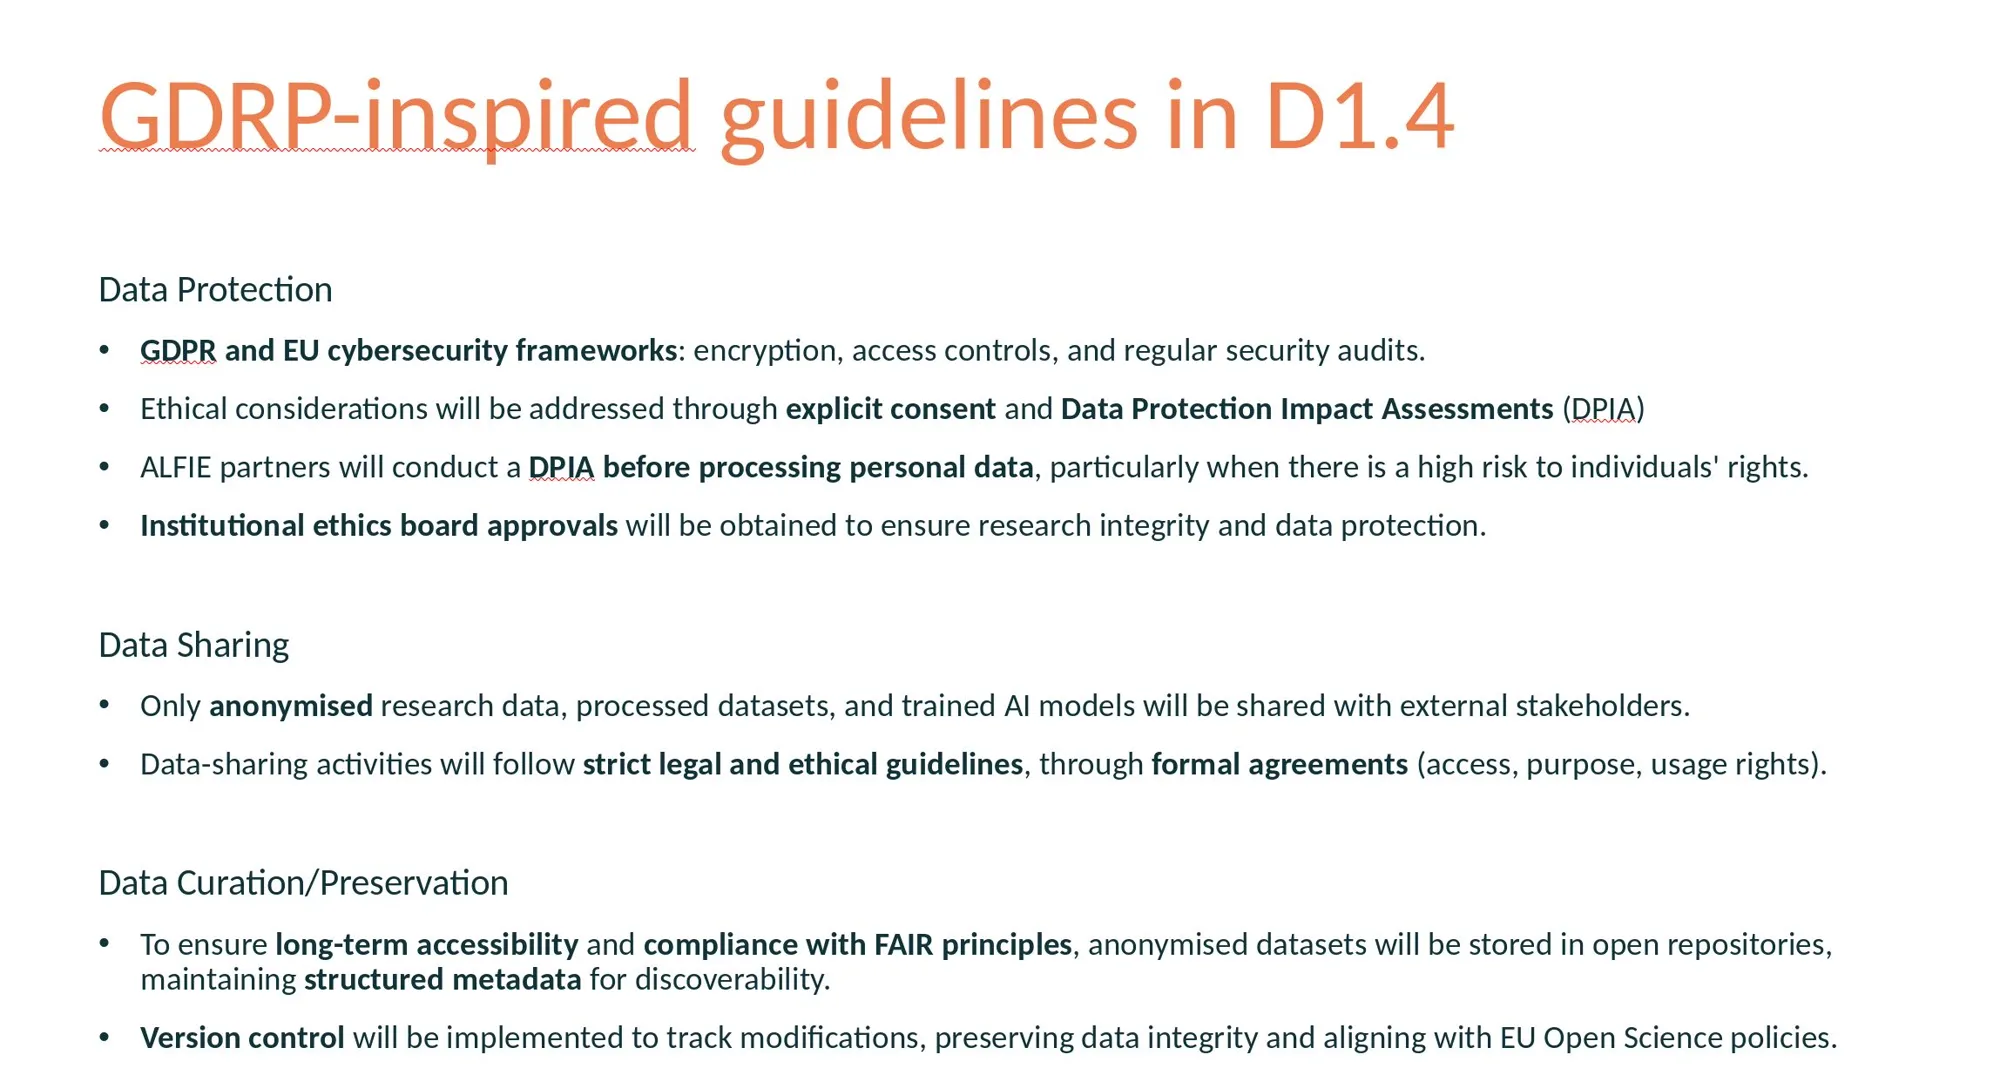 GDRP-inspired guidelines in D1.4
Data Protection
• GDPR and EU cybersecurity frameworks: encryption, access controls, and regular security audits.
• Ethical considerations will be addressed through explicit consent and Data Protection Impact Assessments (DPIA)
• ALFIE partners will conduct a DPIA before processing personal data, particularly when there is a high risk to individuals' rights.
• Institutional ethics board approvals will be obtained to ensure research integrity and data protection.
Data Sharing
• Only anonymised research data, processed datasets, and trained AI models will be shared with external stakeholders.
• Data-sharing activities will follow strict legal and ethical guidelines, through formal agreements (access, purpose, usage rights).
Data Curation/Preservation
• To ensure long-term accessibility and compliance with FAIR principles, anonymised datasets will be stored in open repositories,
maintaining structured metadata for discoverability.
• Version control will be implemented to track modifications, preserving data integrity and aligning with EU Open Science policies.